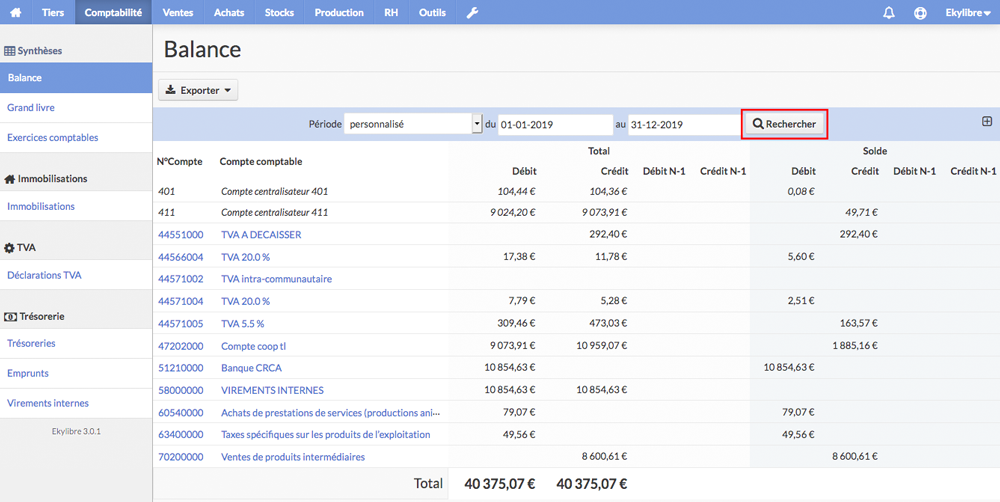 Tiers Comptabilité Ventes Achats Stocks Production RH Outils Ekylibre
Synthèses
Balance
Grand livre
Exercices comptables
Immobilisations
Immobilisations
TVA
Déclarations TVA
Trésorerie
Trésoreries
Emprunts
Virements internes
Ekylibre 3.0.1
Balance
Exporter
Période personnalisé du 01-01-2019 au 31-12-2019 Rechercher
Total Solde
N°Compte Compte comptable Débit Crédit Débit N-1 Crédit N-1 Débit Crédit Débit N-1 Crédit N-1
401 Compte centralisateur 401 104,44 € 104,36 € 0,08 €
411 Compte centralisateur 411 9 024,20 € 9 073,91 € 49,71 €
44551000 TVA A DECAISSER 292,40 € 292,40 €
44566004 TVA 20.0 % 17,38 € 11,78 € 5,60 €
44571002 TVA intra-communautaire
44571004 TVA 20.0 % 7,79 € 5,28 € 2,51 €
44571005 TVA 5.5 % 309,46 € 473,03 € 163,57 €
47202000 Compte coop tl 9 073,91 € 10 959,07 € 1 885,16 €
51210000 Banque CRCA 10 854,63 € 10 854,63 €
58000000 VIREMENTS INTERNES 10 854,63 € 10 854,63 €
60540000 Achats de prestations de services (productions ani··· 79,07 € 79,07 €
63400000 Taxes spécifiques sur les produits de l'exploitation 49,56 € 49,56 €
70200000 Ventes de produits intermédiaires 8 600,61 € 8 600,61 €
Total 40 375,07 € 40 375,07 €